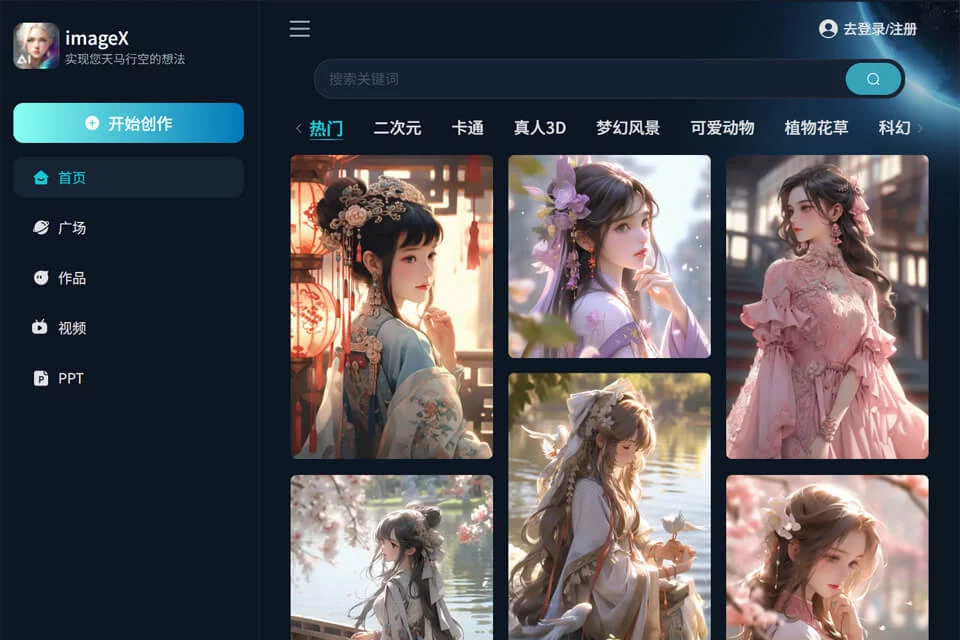 imageX
实现您天马行空的想法
AI
开始创作
首页
广场
作品
视频
PPT
去登录/注册
搜索关键词
热门 二次元 卡通 真人3D 梦幻风景 可爱动物 植物花草 科幻